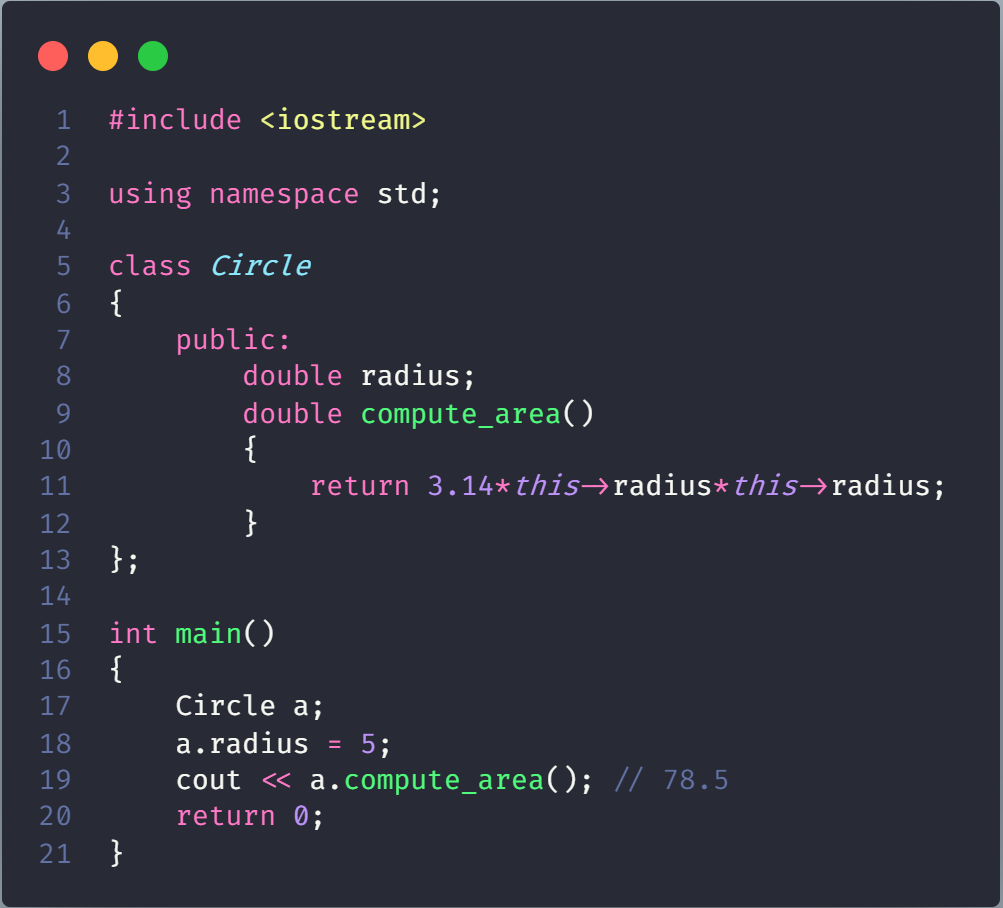 1 #include <iostream>
2
3 using namespace std;
4
5 class Circle
6 {
7     public:
8         double radius;
9         double compute_area()
10         {
11             return 3.14*this->radius*this->radius;
12         }
13 };
14
15 int main()
16 {
17     Circle a;
18     a.radius = 5;
19     cout << a.compute_area(); // 78.5
20     return 0;
21 }